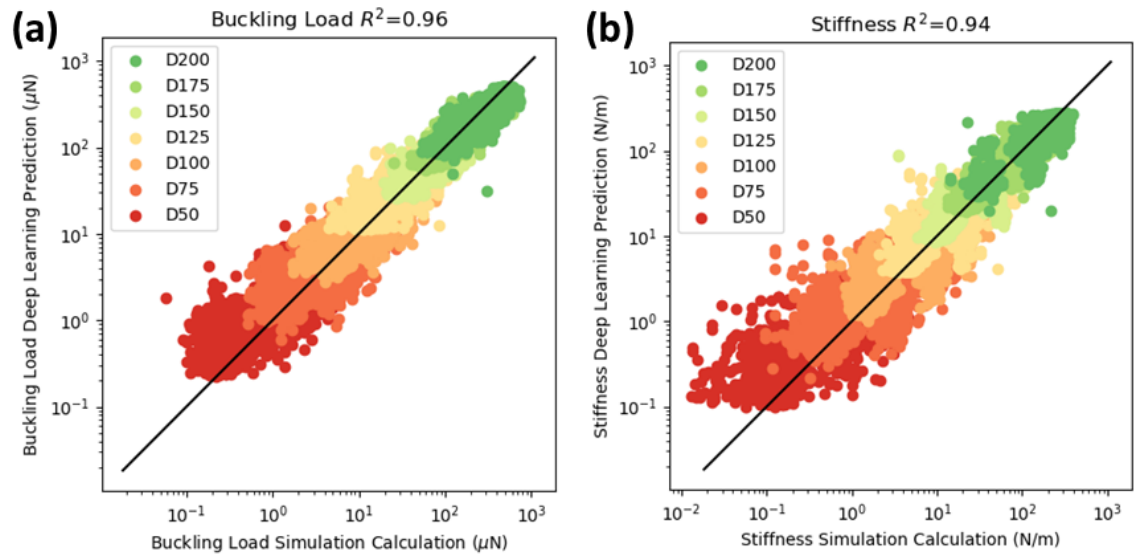 (a)
Buckling Load R²=0.96
Buckling Load Deep Learning Prediction (μN)
10³
10²
10¹
10⁰
10⁻¹
D200
D175
D150
D125
D100
D75
D50
10⁻¹ 10⁰ 10¹ 10² 10³
Buckling Load Simulation Calculation (μN)
(b)
Stiffness R²=0.94
Stiffness Deep Learning Prediction (N/m)
10³
10²
10¹
10⁰
10⁻¹
D200
D175
D150
D125
D100
D75
D50
10⁻² 10⁻¹ 10⁰ 10¹ 10² 10³
Stiffness Simulation Calculation (N/m)